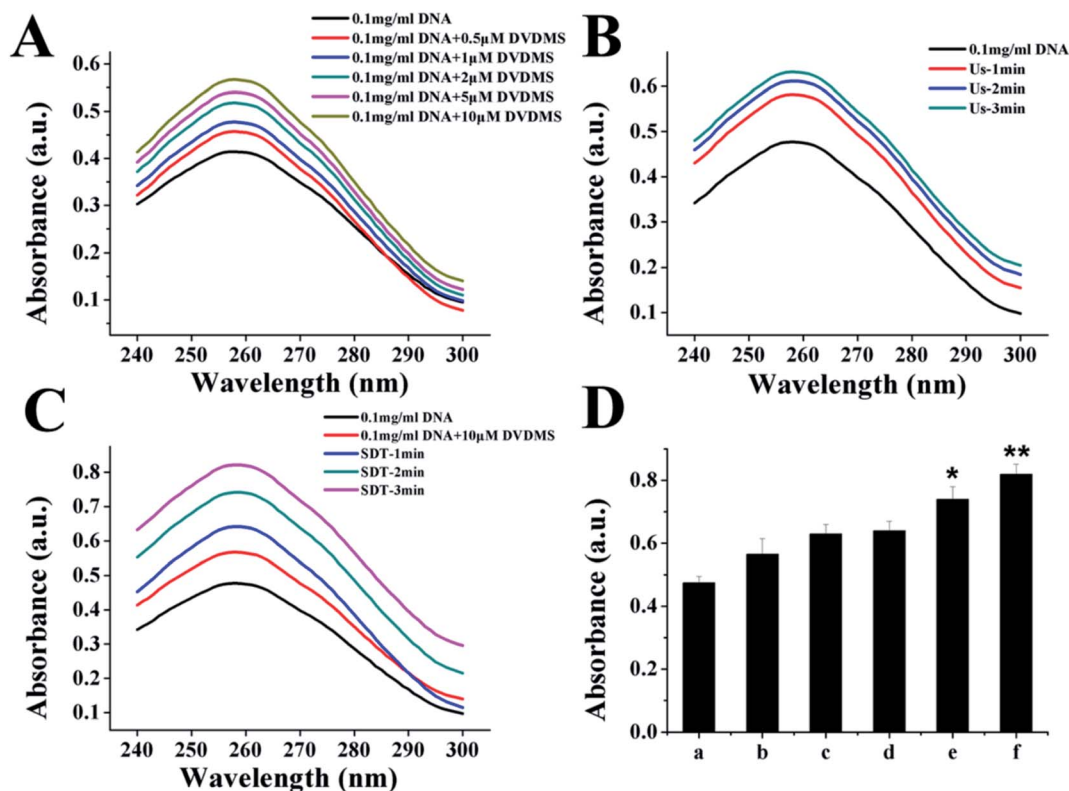 A
0.1mg/ml DNA
0.1mg/ml DNA+0.5μM DVDMS
0.1mg/ml DNA+1μM DVDMS
0.1mg/ml DNA+2μM DVDMS
0.1mg/ml DNA+5μM DVDMS
0.1mg/ml DNA+10μM DVDMS
Absorbance (a.u.)
0.6
0.5
0.4
0.3
0.2
0.1
240 250 260 270 280 290 300
Wavelength (nm)
B
0.1mg/ml DNA
Us-1min
Us-2min
Us-3min
Absorbance (a.u.)
0.6
0.5
0.4
0.3
0.2
0.1
240 250 260 270 280 290 300
Wavelength (nm)
C
0.1mg/ml DNA
0.1mg/ml DNA+10μM DVDMS
SDT-1min
SDT-2min
SDT-3min
Absorbance (a.u.)
0.8
0.7
0.6
0.5
0.4
0.3
0.2
0.1
240 250 260 270 280 290 300
Wavelength (nm)
D
Absorbance (a.u.)
0.8
0.6
0.4
0.2
0.0
* **
a b c d e f